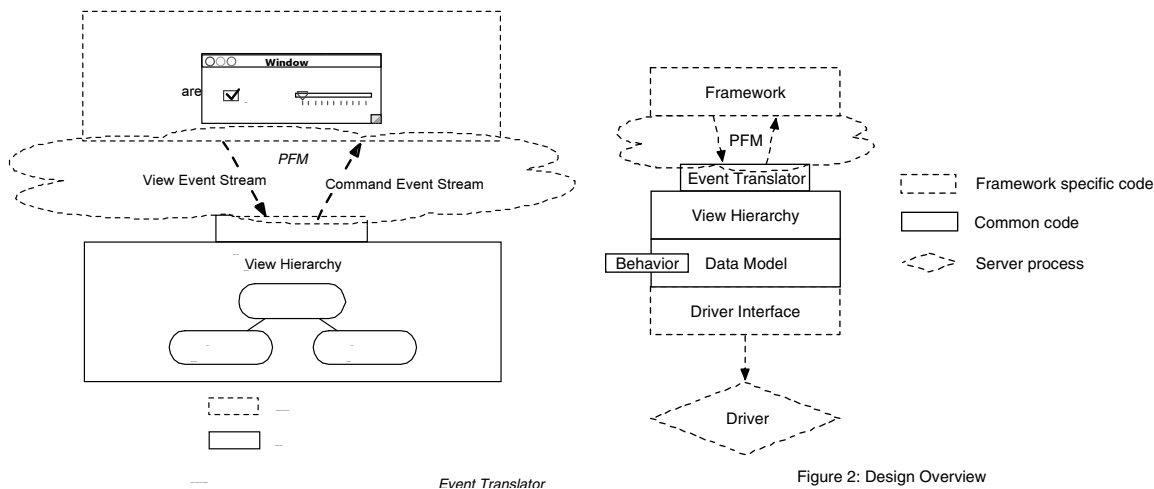 Window
are
PFM
View Event Stream
Command Event Stream
View Hierarchy
Event Translator
Framework
PFM
Event Translator
View Hierarchy
Behavior
Data Model
Driver Interface
Driver
Framework specific code
Common code
Server process
Figure 2: Design Overview